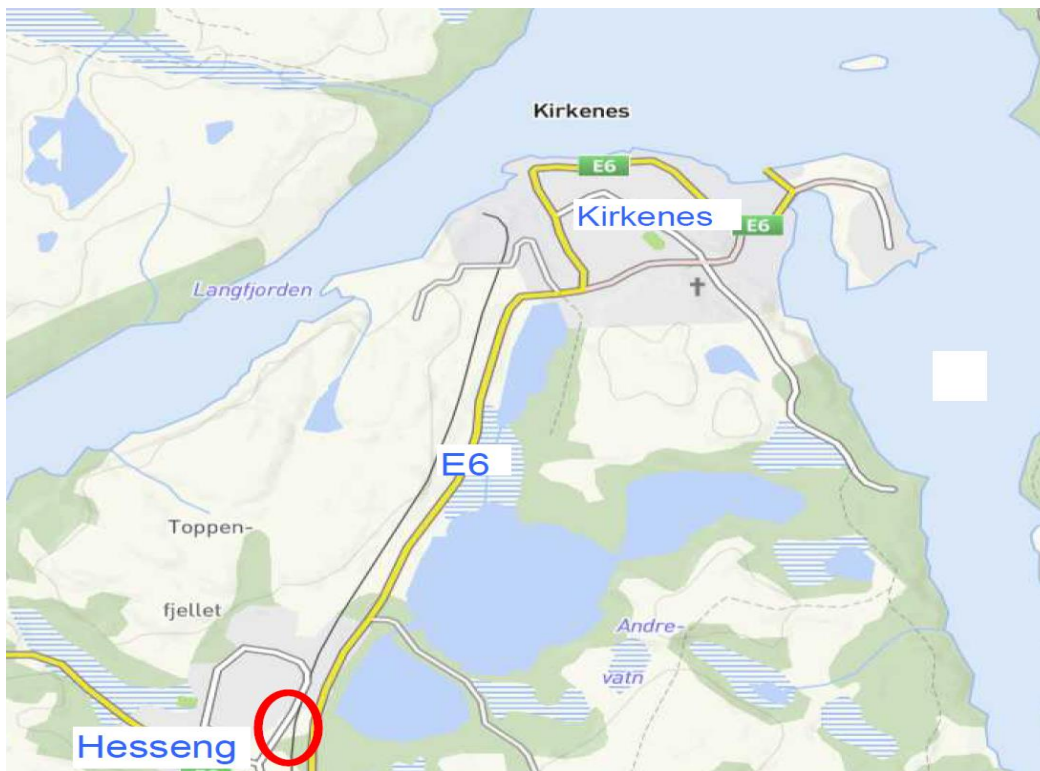 Kirkenes
E6
Kirkenes
E6
Langfjorden
E6
Toppen-
fjellet
Andre-
vatn
Hesseng